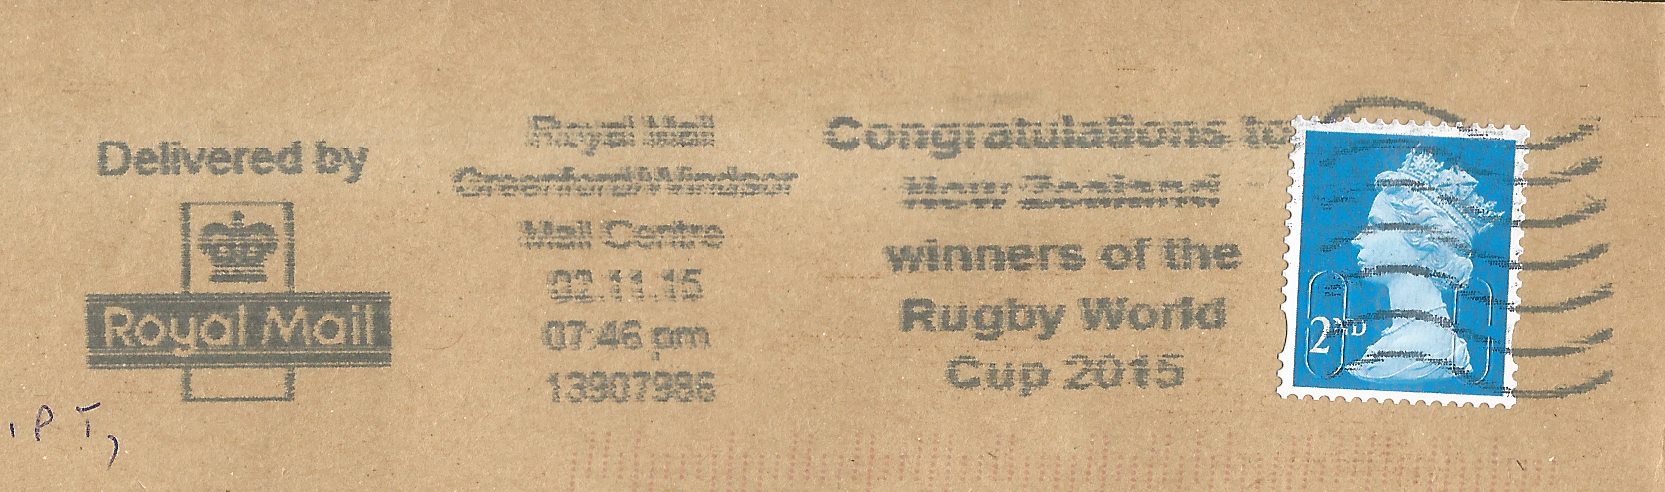 Delivered by
Royal Mail
Royal Mail
Greenford/Windsor
Mail Centre
02.11.15
07:46 pm
13907986
Congratulations to
New Zealand
winners of the
Rugby World
Cup 2015
2ND
PT,